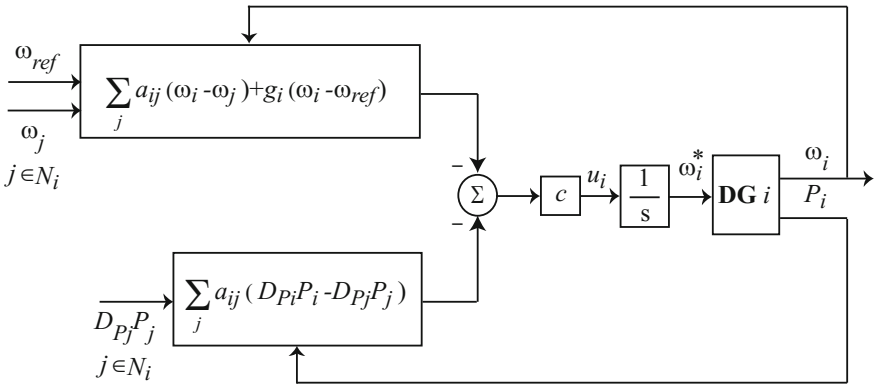 ω_ref
ω_j
j∈N_i
∑_j a_ij (ω_i - ω_j) + g_i (ω_i - ω_ref)
−
Σ
−
c
u_i
1/s
ω_i^*
DG i
ω_i
P_i
D_Pj P_j
j∈N_i
∑_j a_ij (D_Pi P_i - D_Pj P_j)